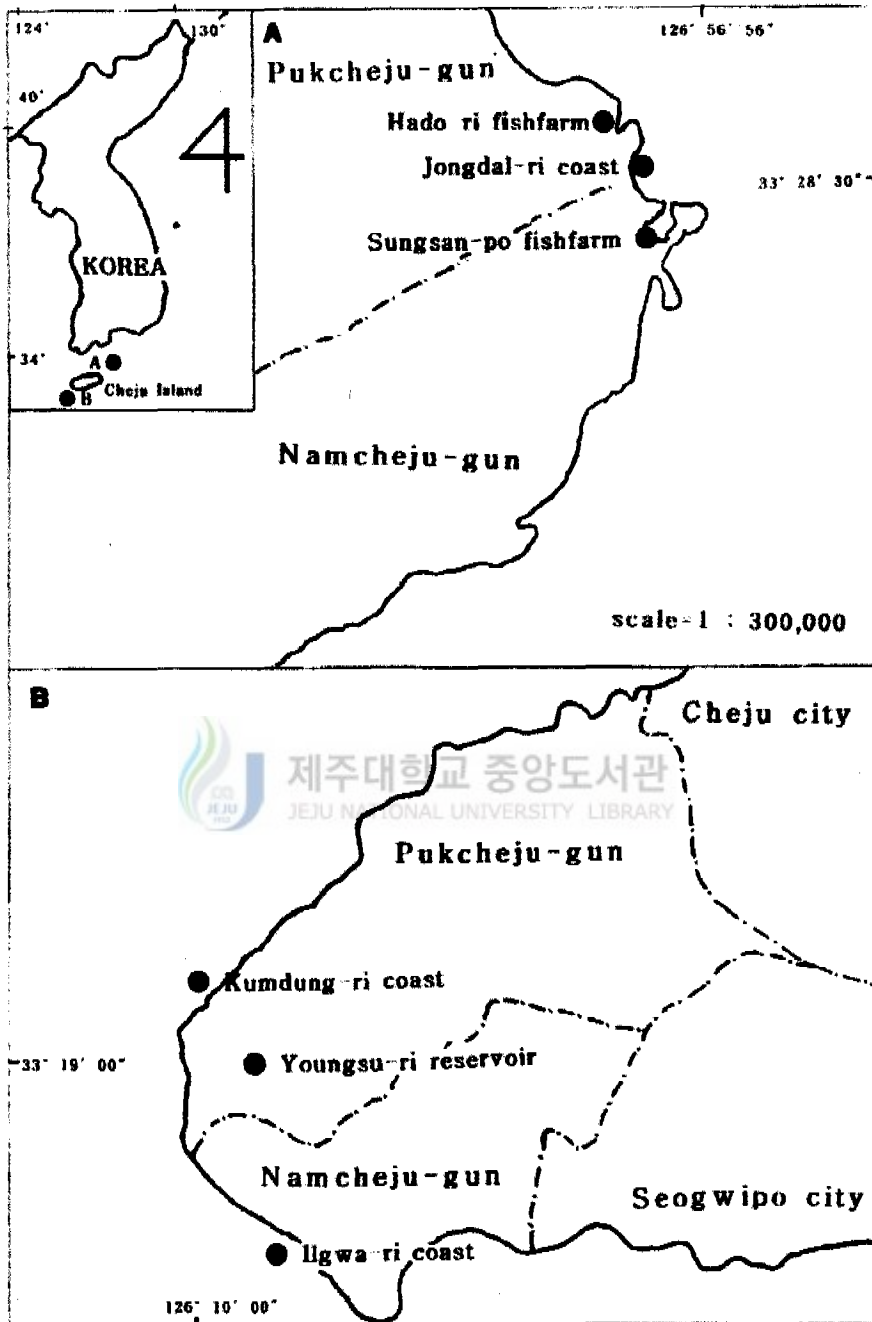 124°
130°
40°
KOREA
34°
A
B
Cheju Island
A
126° 56' 56"
Pukcheju-gun
Hado ri fishfarm
Jongdal-ri coast
33° 28' 30"
Sungsan-po fishfarm
Namcheju-gun
scale-1 : 300,000
B
Cheju city
제주대학교 중앙도서관
JEJU NATIONAL UNIVERSITY LIBRARY
JEJU
1952
Pukcheju-gun
Kumdung-ri coast
33° 19' 00"
Youngsu-ri reservoir
Namcheju-gun
Seogwipo city
Ilgwa-ri coast
126° 10' 00"